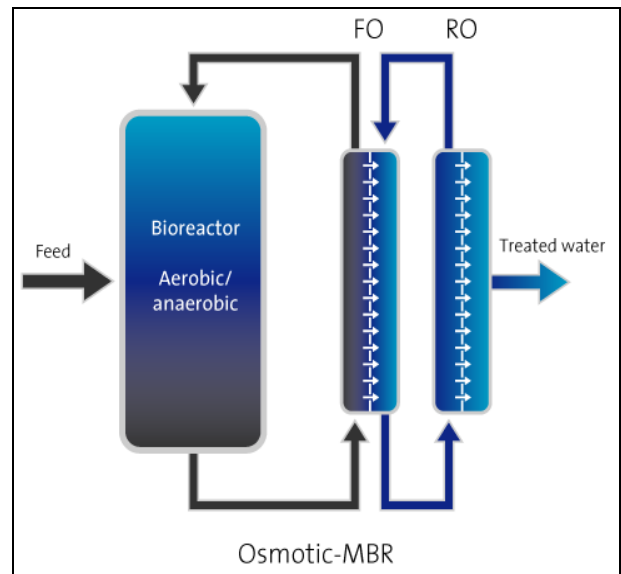 FO
RO
Bioreactor
Aerobic/
anaerobic
Feed
Treated water
Osmotic-MBR